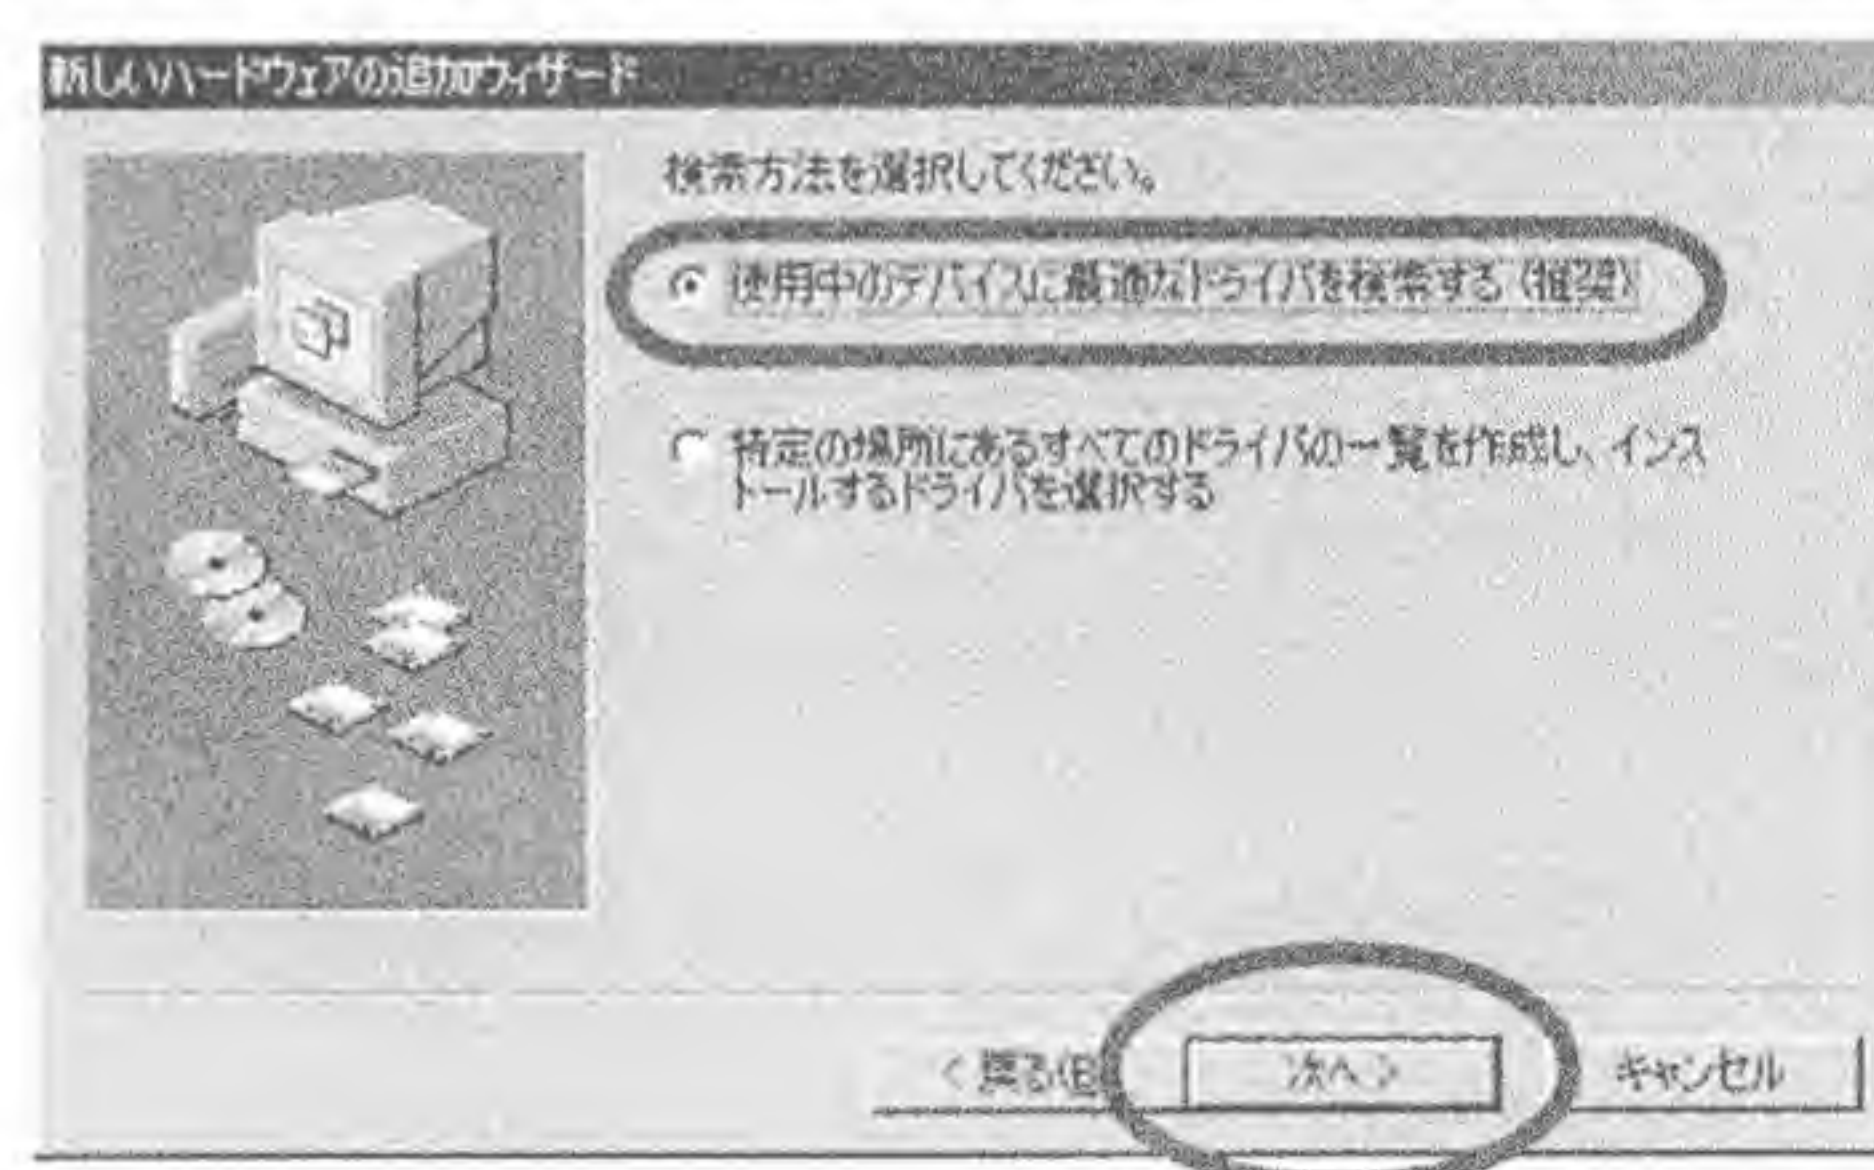 新しいハードウェアの追加ウィザード
検索方法を選択してください。
使用中のデバイスに最適なドライバを検索する (推奨)
特定の場所にあるすべてのドライバの一覧を作成し、インス
トールするドライバを選択する
< 戻る(B
次へ >
キャンセル